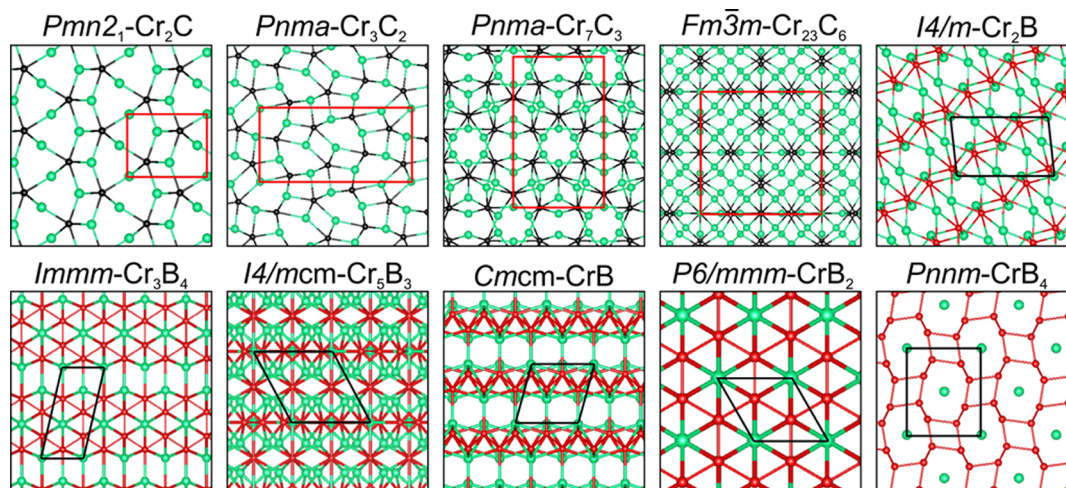 Pmn2₁-Cr₂C
Pnma-Cr₃C₂
Pnma-Cr₇C₃
Fm3̅m-Cr₂₃C₆
I4/m-Cr₂B
Immm-Cr₃B₄
I4/mcm-Cr₅B₃
Cmcm-CrB
P6/mmm-CrB₂
Pnnm-CrB₄